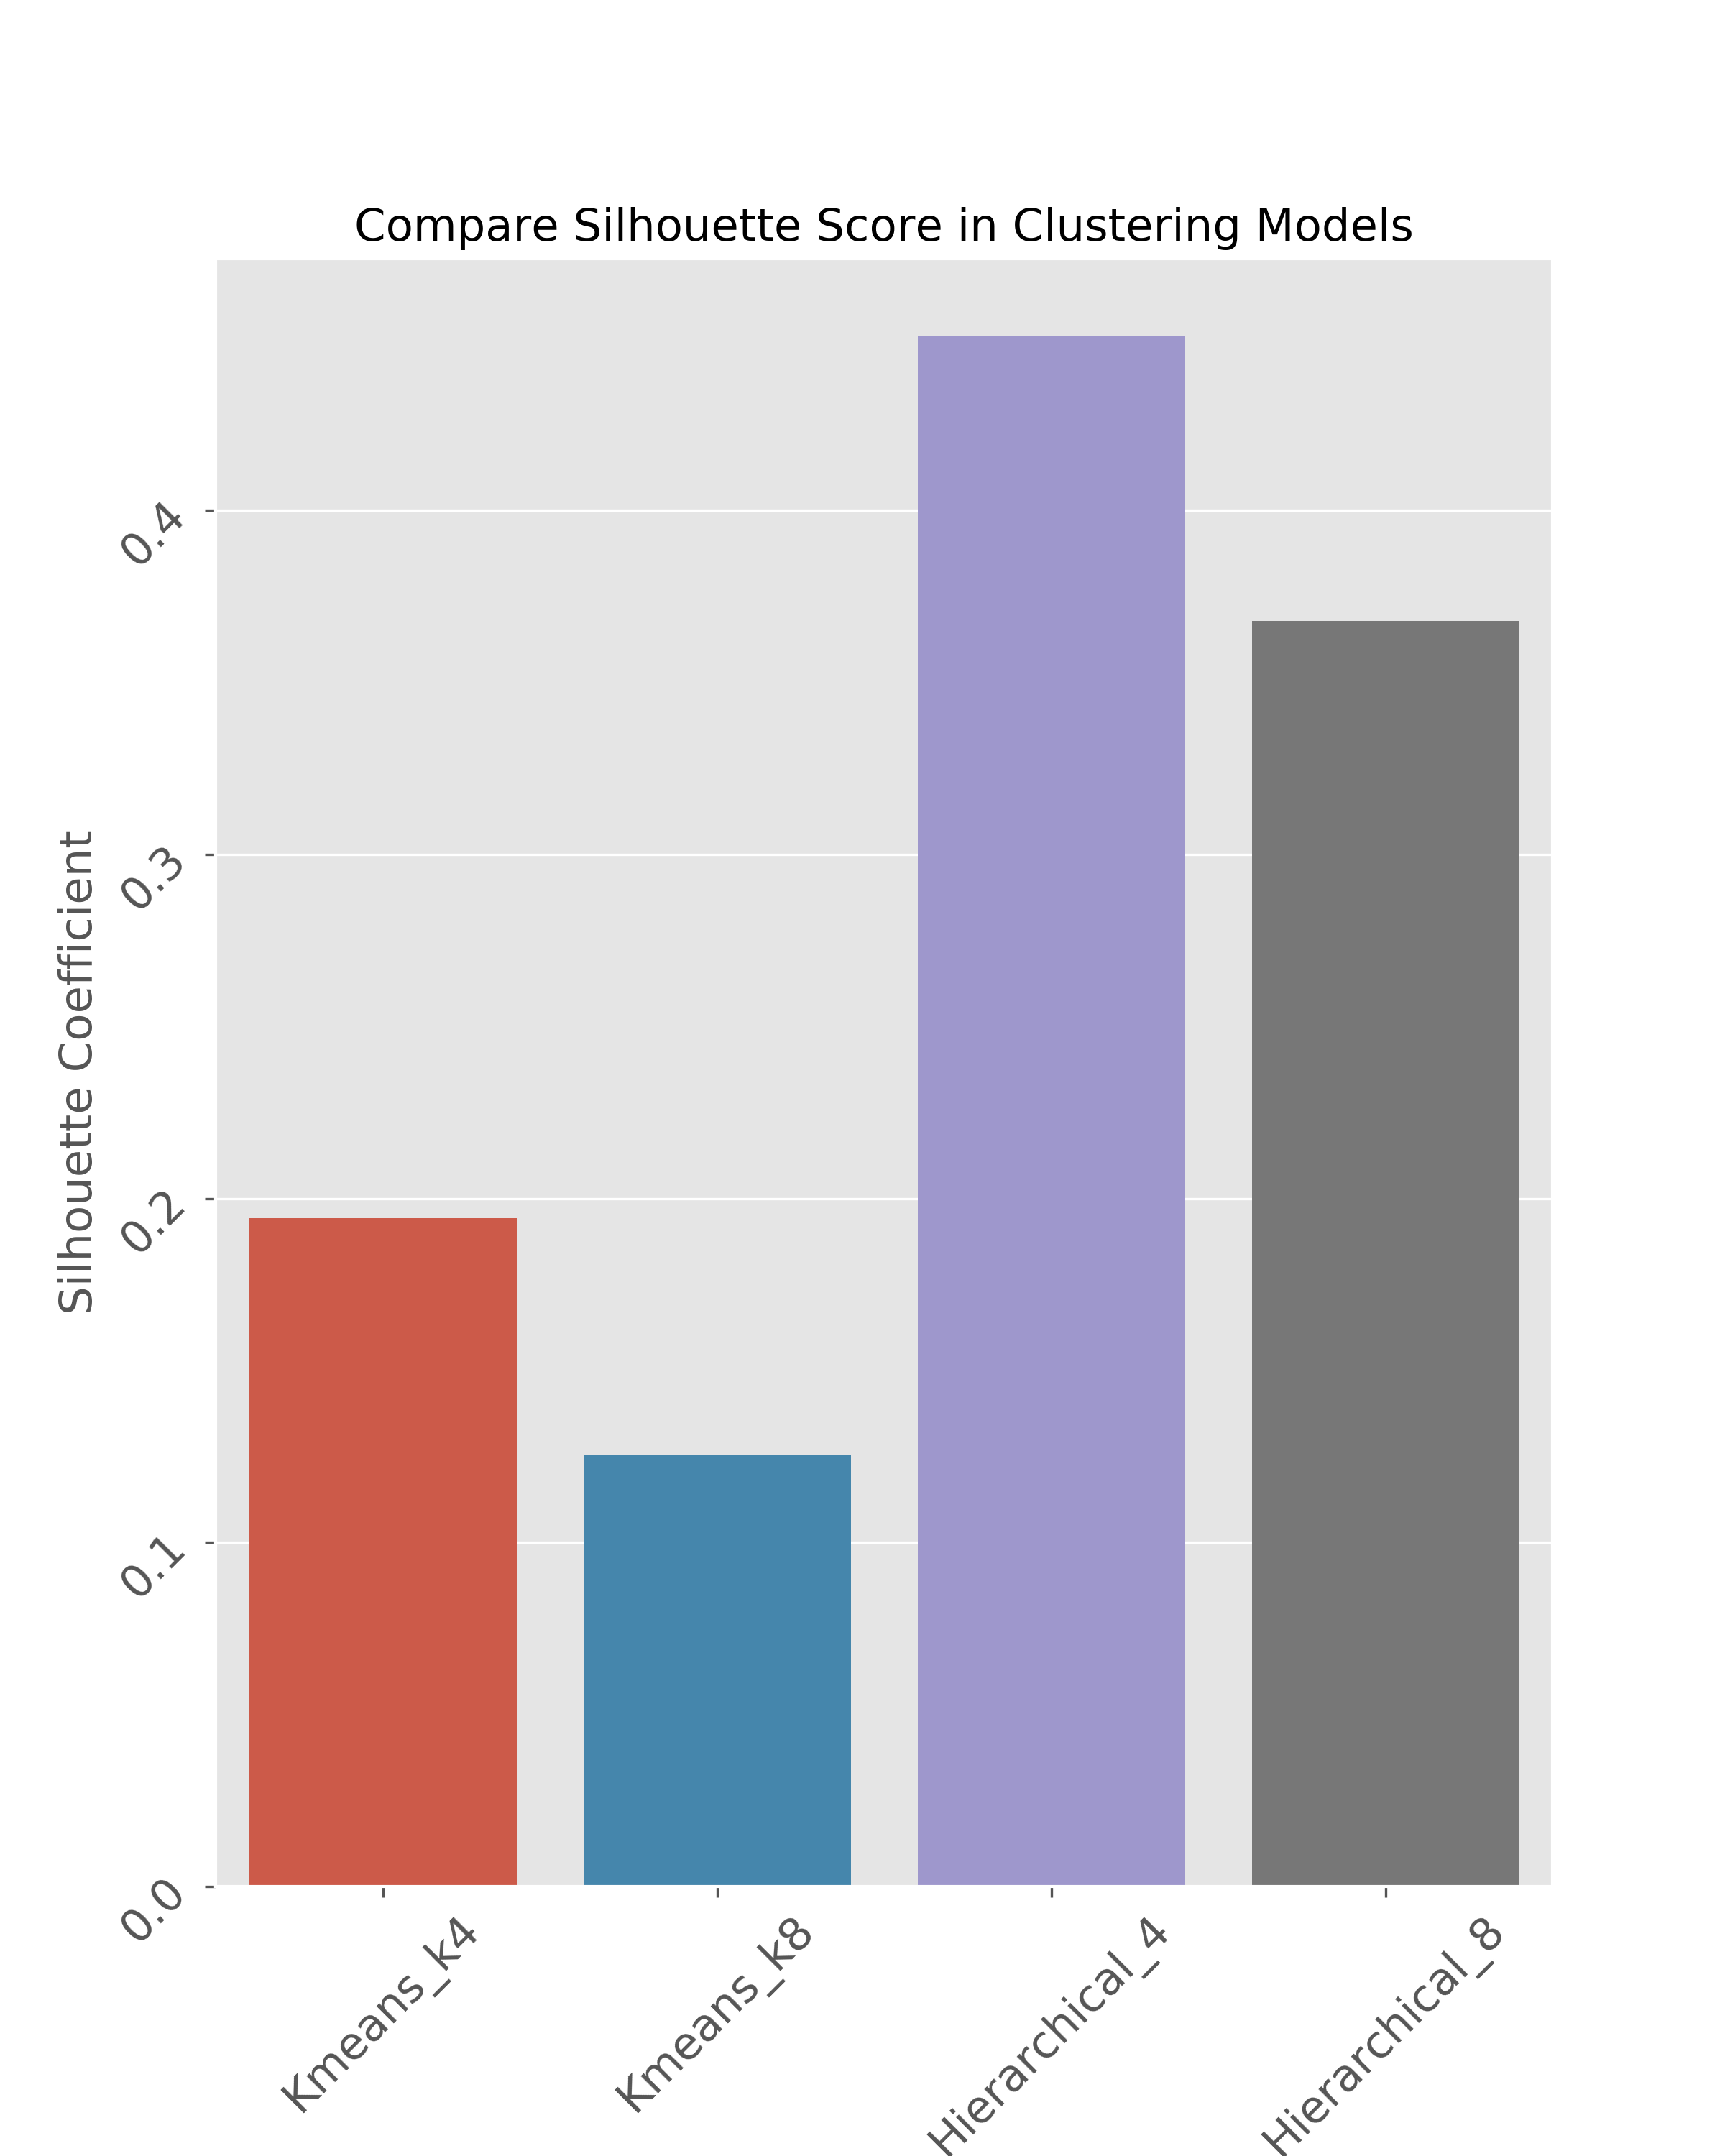 Compare Silhouette Score in Clustering Models
Silhouette Coefficient
0.4
0.3
0.2
0.1
0.0
Kmeans_k4
Kmeans_k8
Hierarchical_4
Hierarchical_8